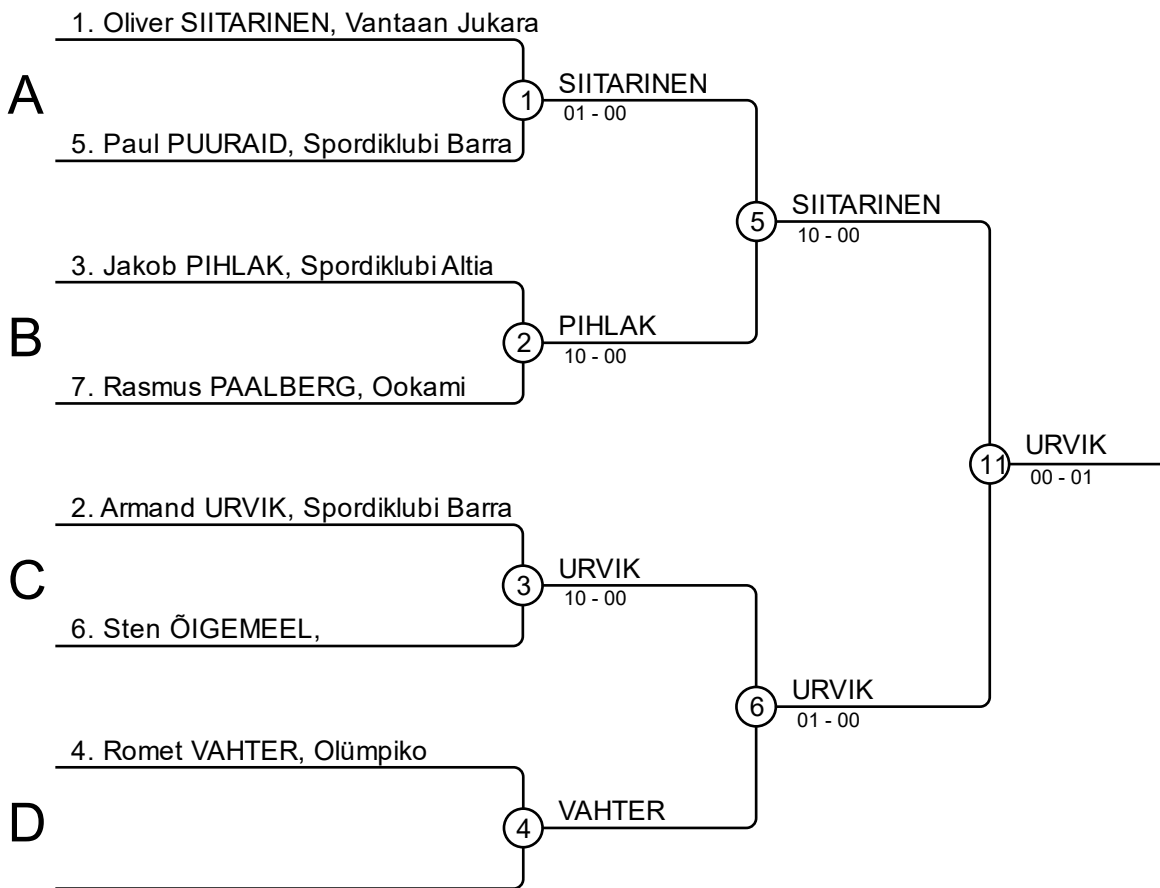 1. Oliver SIITARINEN, Vantaan Jukara
A
1
SIITARINEN
01 - 00
5. Paul PUURAID, Spordiklubi Barra
5
SIITARINEN
10 - 00
3. Jakob PIHLAK, Spordiklubi Altia
B
2
PIHLAK
10 - 00
7. Rasmus PAALBERG, Ookami
11
URVIK
00 - 01
2. Armand URVIK, Spordiklubi Barra
C
3
URVIK
10 - 00
6. Sten ÕIGEMEEL,
6
URVIK
01 - 00
4. Romet VAHTER, Olümpiko
D
4
VAHTER